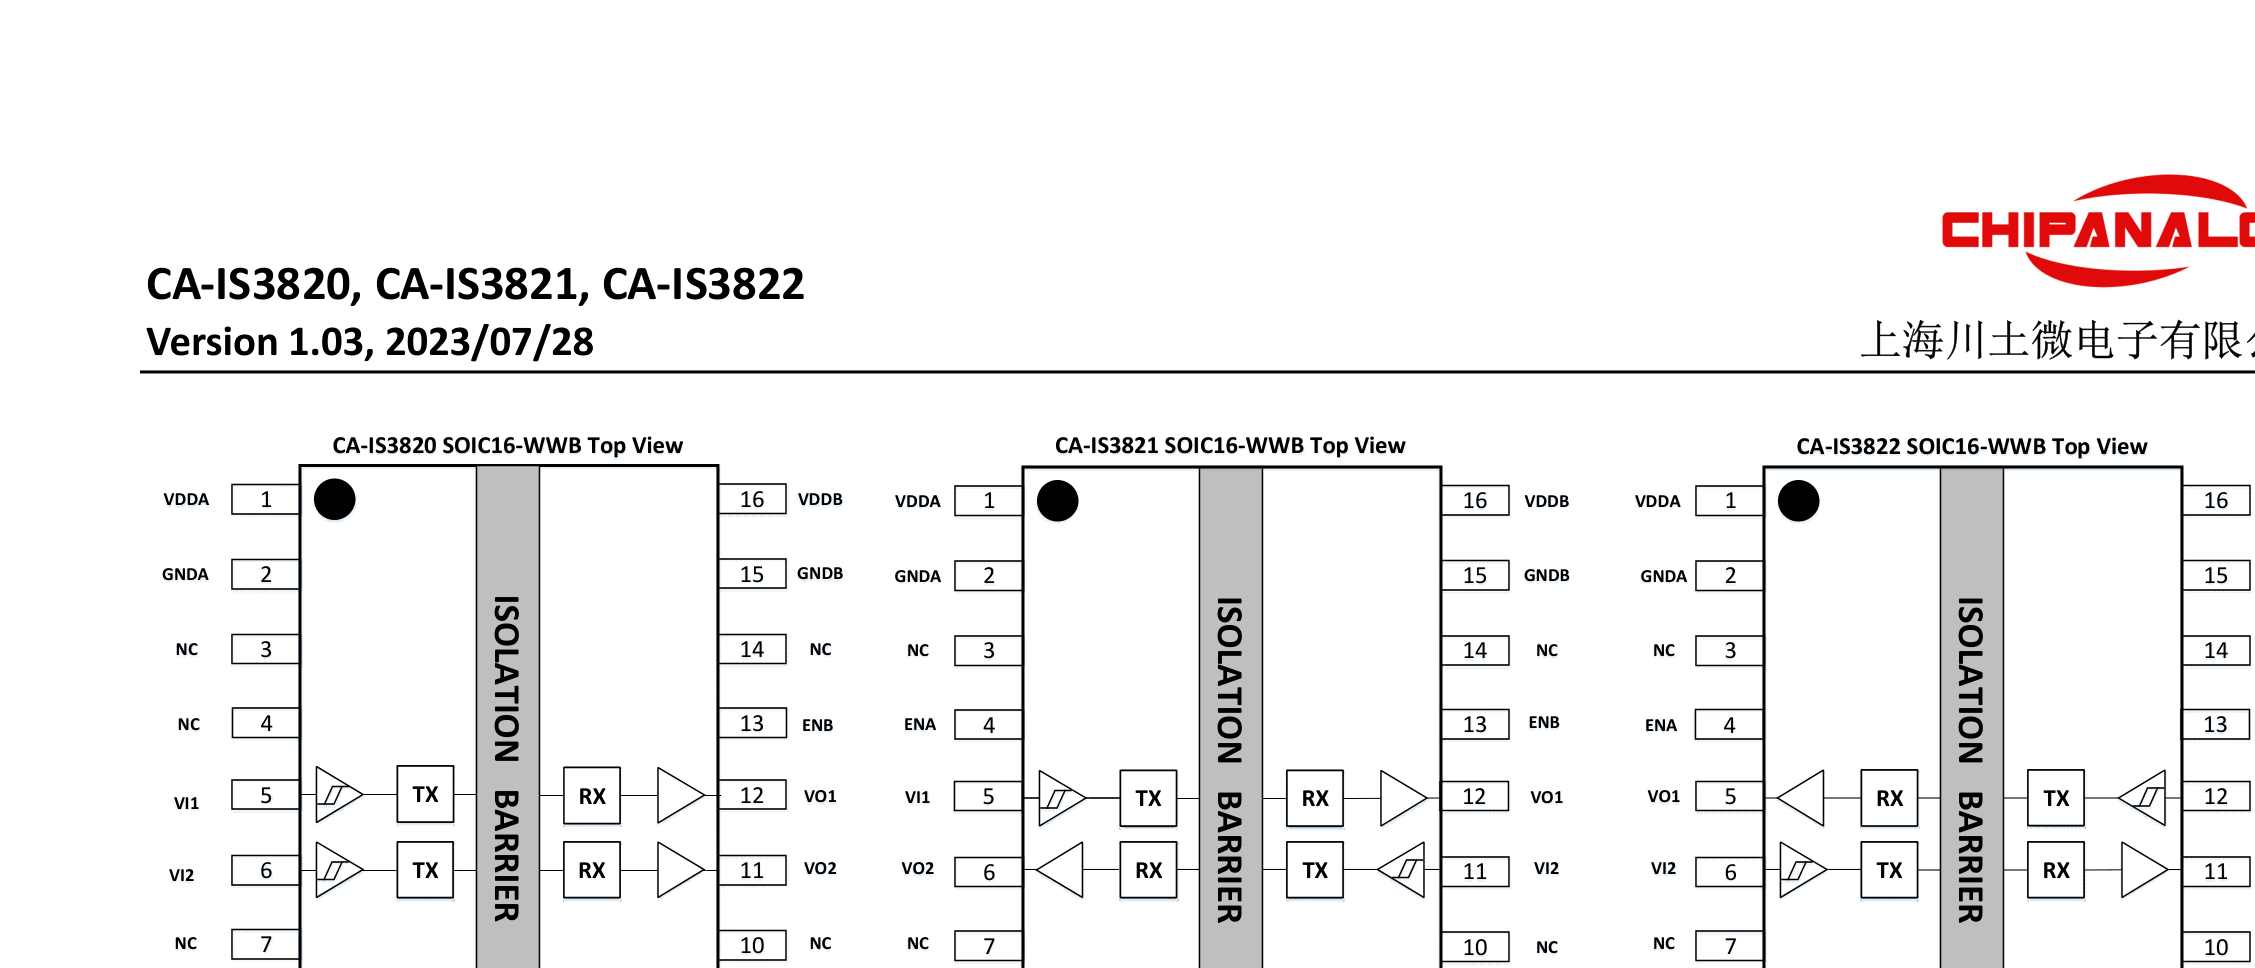 CHIPANALO
CA-IS3820, CA-IS3821, CA-IS3822
Version 1.03, 2023/07/28
上海川土微电子有限
CA-IS3820 SOIC16-WWB Top View
VDDA 1 16 VDDB
GNDA 2 15 GNDB
NC 3 14 NC
NC 4 13 ENB
VI1 5 TX RX 12 VO1
VI2 6 TX RX 11 VO2
NC 7 10 NC
ISOLATION BARRIER
CA-IS3821 SOIC16-WWB Top View
VDDA 1 16 VDDB
GNDA 2 15 GNDB
NC 3 14 NC
ENA 4 13 ENB
VI1 5 TX RX 12 VO1
VO2 6 RX TX 11 VI2
NC 7 10 NC
ISOLATION BARRIER
CA-IS3822 SOIC16-WWB Top View
VDDA 1 16
GNDA 2 15
NC 3 14
ENA 4 13
VO1 5 RX TX 12
VI2 6 TX RX 11
NC 7 10
ISOLATION BARRIER